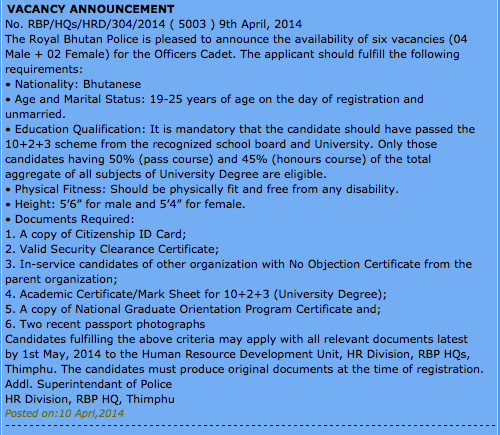 VACANCY ANNOUNCEMENT
No. RBP/HQs/HRD/304/2014 ( 5003 ) 9th April, 2014
The Royal Bhutan Police is pleased to announce the availability of six vacancies (04
Male + 02 Female) for the Officers Cadet. The applicant should fulfill the following
requirements:
• Nationality: Bhutanese
• Age and Marital Status: 19-25 years of age on the day of registration and
unmarried.
• Education Qualification: It is mandatory that the candidate should have passed the
10+2+3 scheme from the recognized school board and University. Only those
candidates having 50% (pass course) and 45% (honours course) of the total
aggregate of all subjects of University Degree are eligible.
• Physical Fitness: Should be physically fit and free from any disability.
• Height: 5’6” for male and 5’4” for female.
• Documents Required:
1. A copy of Citizenship ID Card;
2. Valid Security Clearance Certificate;
3. In-service candidates of other organization with No Objection Certificate from the
parent organization;
4. Academic Certificate/Mark Sheet for 10+2+3 (University Degree);
5. A copy of National Graduate Orientation Program Certificate and;
6. Two recent passport photographs
Candidates fulfilling the above criteria may apply with all relevant documents latest
by 1st May, 2014 to the Human Resource Development Unit, HR Division, RBP HQs,
Thimphu. The candidates must produce original documents at the time of registration.
Addl. Superintendant of Police
HR Division, RBP HQ, Thimphu
Posted on:10 Aprl,2014